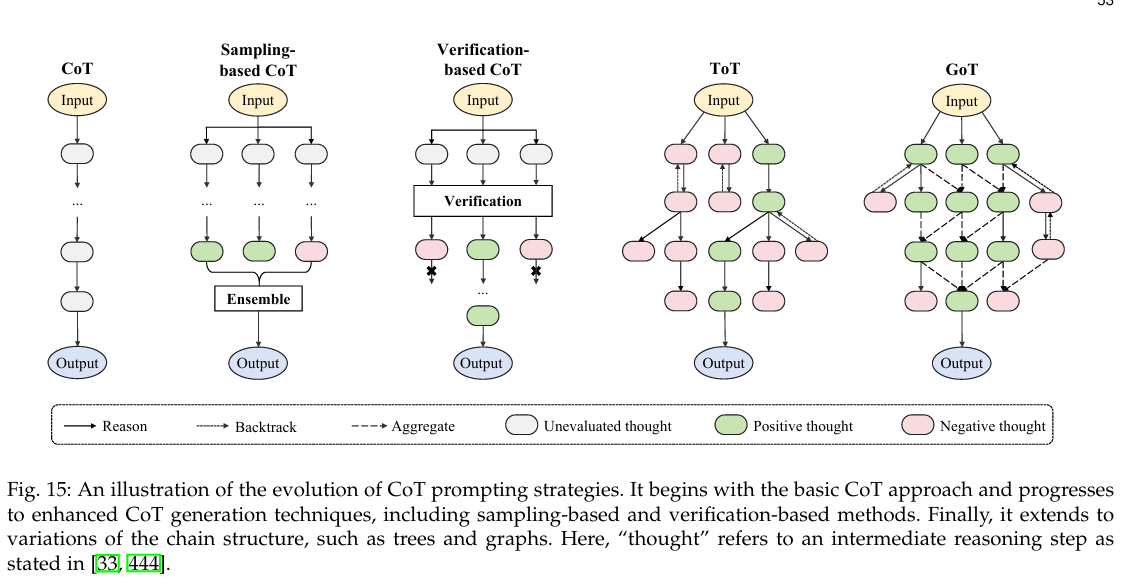 53
CoT
Sampling-
based CoT
Verification-
based CoT
ToT
GoT
Input
Input
Input
Input
Input
...
...
...
...
Verification
...
Ensemble
Output
Output
Output
Output
Output
Reason
Backtrack
Aggregate
Unevaluated thought
Positive thought
Negative thought
Fig. 15: An illustration of the evolution of CoT prompting strategies. It begins with the basic CoT approach and progresses
to enhanced CoT generation techniques, including sampling-based and verification-based methods. Finally, it extends to
variations of the chain structure, such as trees and graphs. Here, “thought” refers to an intermediate reasoning step as
stated in [33, 444].